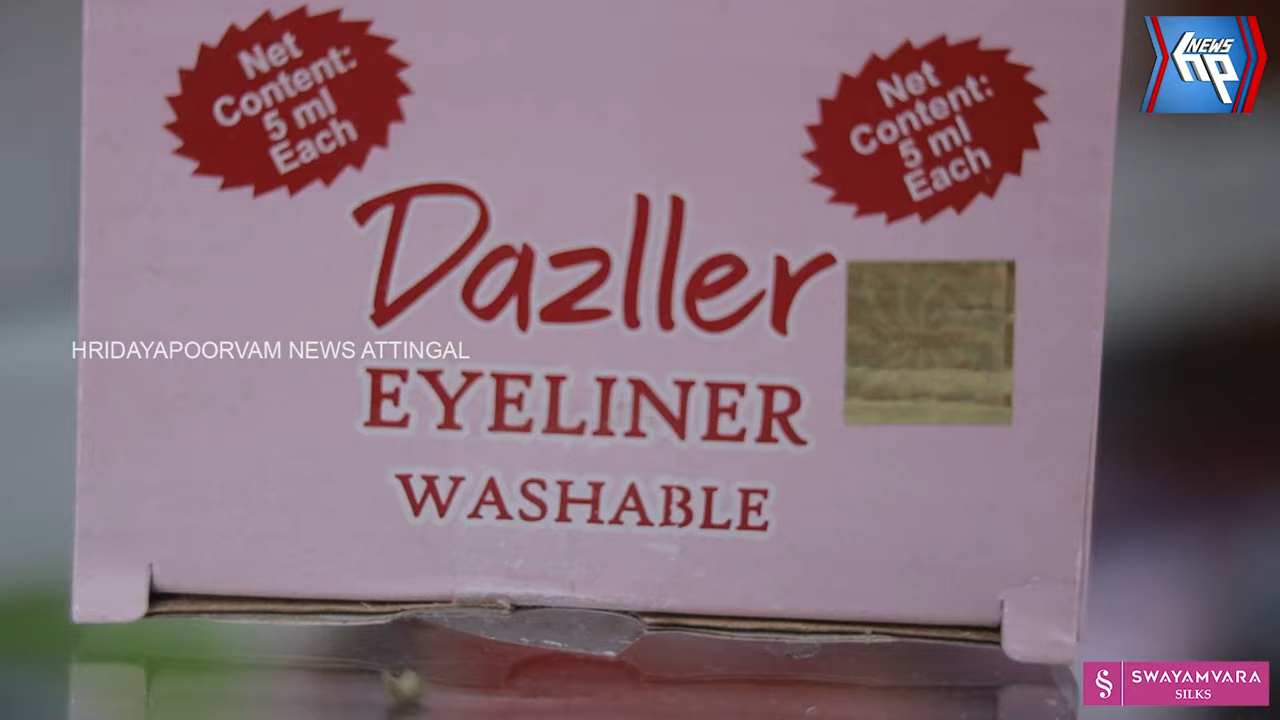 Net
Content:
5 ml
Each
Net
Content:
5 ml
Each
NEWS
hp
Dazller
HRIDAYAPOORVAM NEWS ATTINGAL
EYELINER
WASHABLE
SWAYAMVARA
SILKS